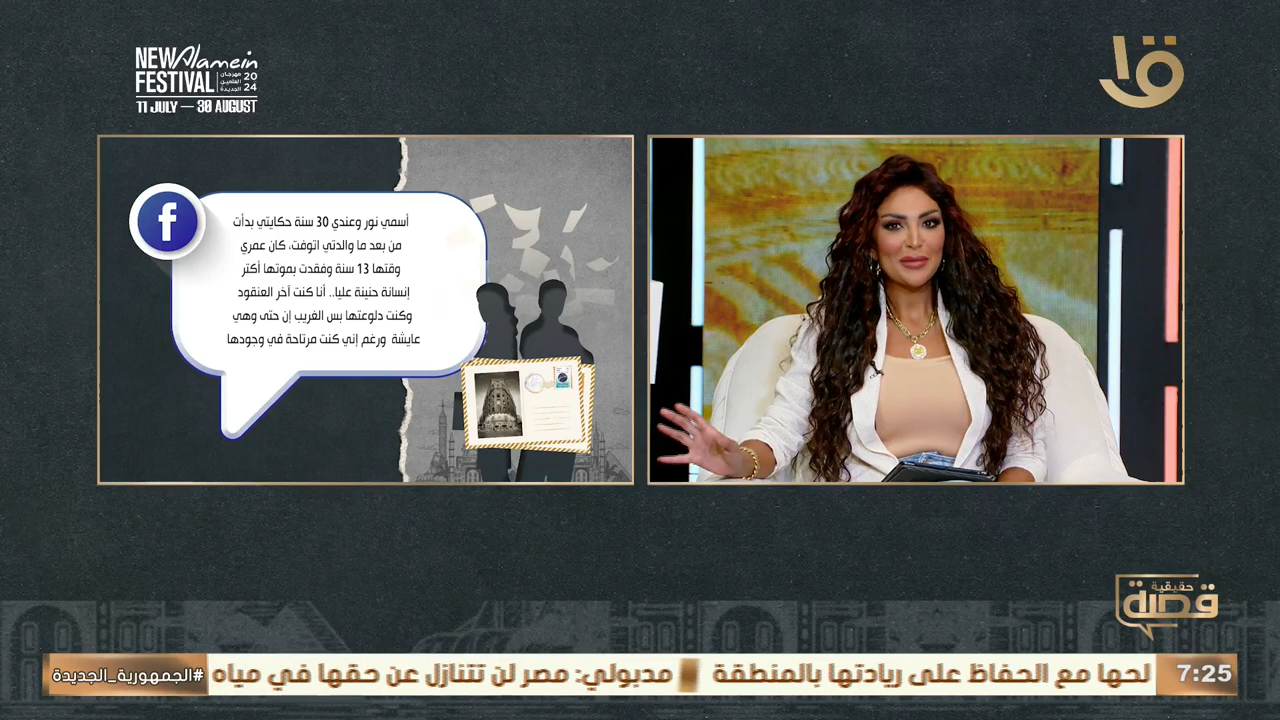 NEW Alamein
FESTIVAL
مهرجان
العلمين
الجديدة
20
24
11 JULY — 30 AUGUST
أسمي نور وعندي 30 سنة حكايتي بدأت
من بعد ما والدتي اتوفت، كان عمري
وقتها 13 سنة وفقدت بموتها أكتر
إنسانة حنينة عليا.. أنا كنت آخر العنقود
وكنت دلوعتها بس الغريب إن حتى وهي
عايشة ورغم إني كنت مرتاحة في وجودها
حقيقية
قصة
7:25
لحها مع الحفاظ على ريادتها بالمنطقة
مدبولي: مصر لن تتنازل عن حقها في مياه
#الجمهورية_الجديدة